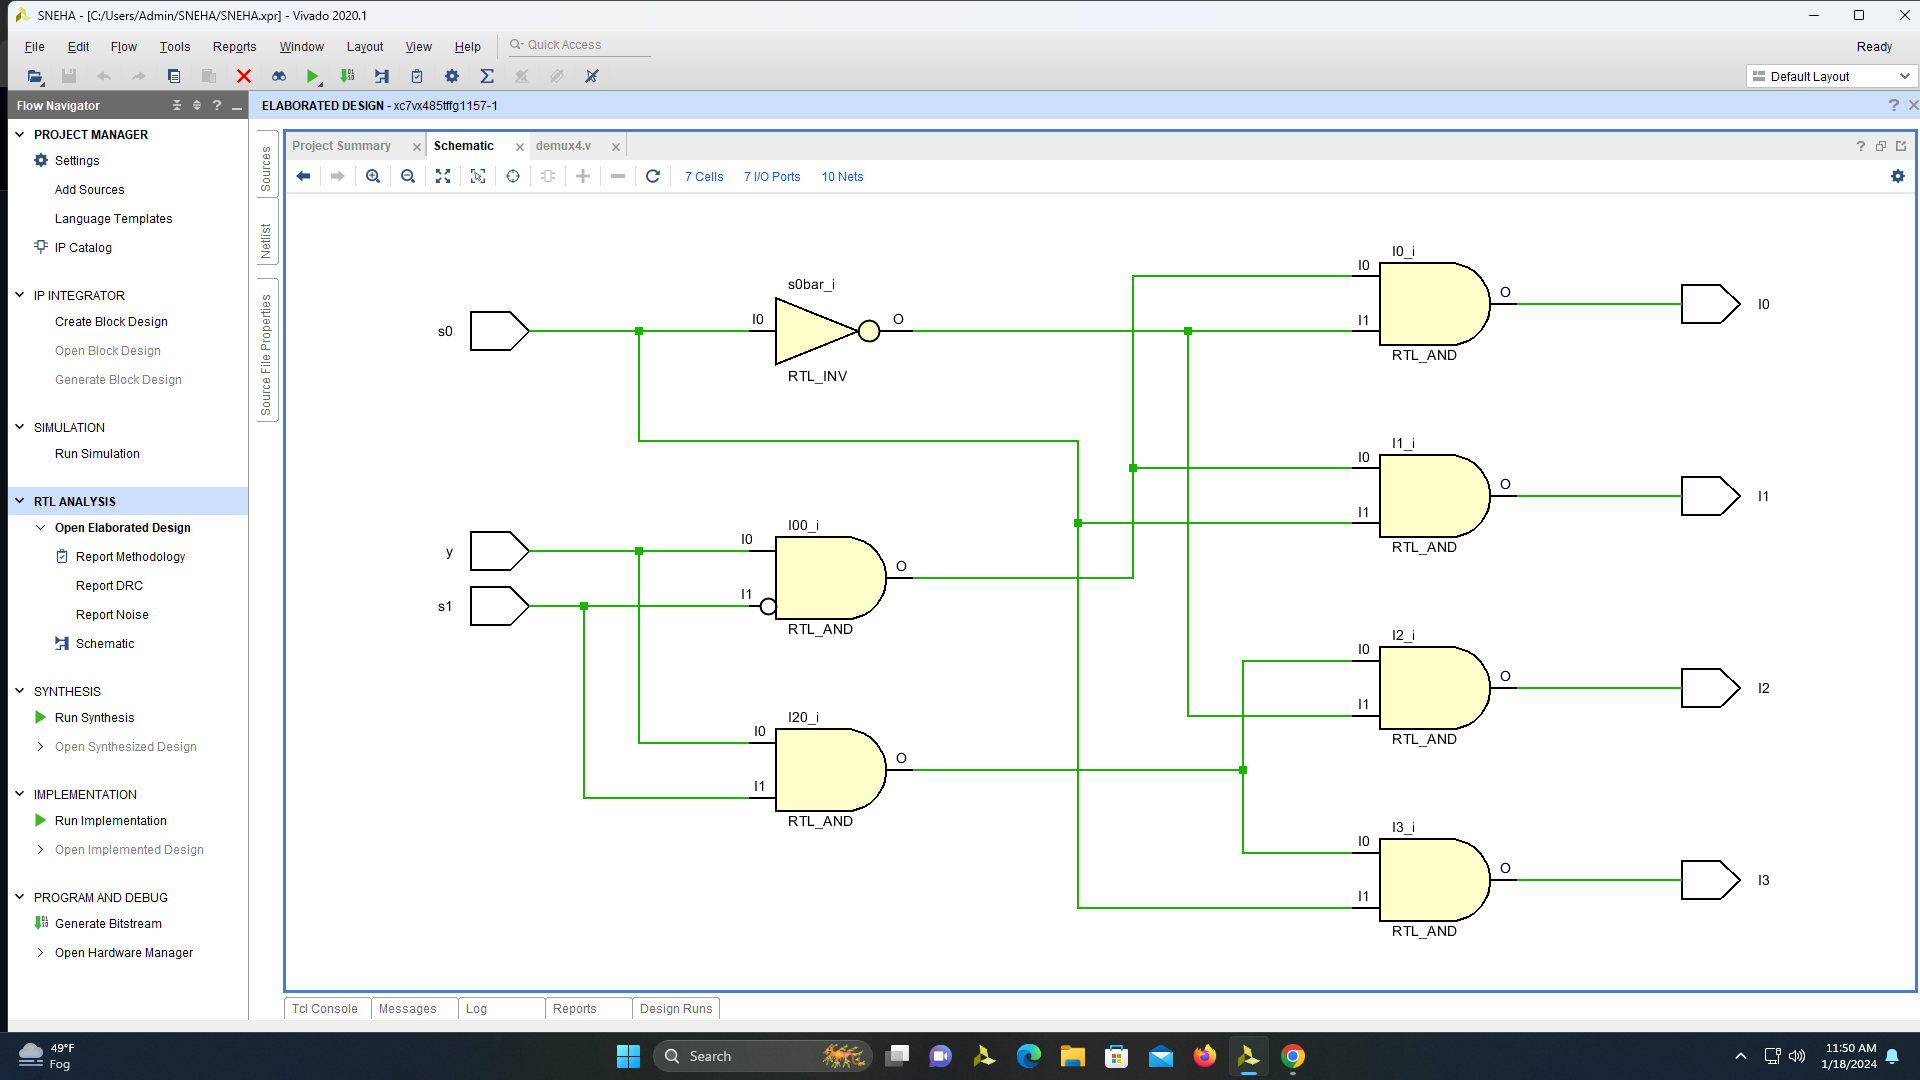 SNEHA - [C:/Users/Admin/SNEHA/SNEHA.xpr] - Vivado 2020.1
File Edit Flow Tools Reports Window Layout View Help Quick Access Ready
Default Layout
Flow Navigator
ELABORATED DESIGN - xc7vx485tffg1157-1
PROJECT MANAGER
Settings
Add Sources
Language Templates
IP Catalog
IP INTEGRATOR
Create Block Design
Open Block Design
Generate Block Design
SIMULATION
Run Simulation
RTL ANALYSIS
Open Elaborated Design
Report Methodology
Report DRC
Report Noise
Schematic
SYNTHESIS
Run Synthesis
Open Synthesized Design
IMPLEMENTATION
Run Implementation
Open Implemented Design
PROGRAM AND DEBUG
Generate Bitstream
Open Hardware Manager
Sources
Netlist
Source File Properties
Project Summary Schematic demux4.v
7 Cells 7 I/O Ports 10 Nets
s0
s0bar_i
I0 O
RTL_INV
y
s1
I00_i
I0
I1
O
RTL_AND
I20_i
I0
I1
O
RTL_AND
I0_i
I0
I1
O
RTL_AND
I0
I1_i
I0
I1
O
RTL_AND
I1
I2_i
I0
I1
O
RTL_AND
I2
I3_i
I0
I1
O
RTL_AND
I3
Tcl Console Messages Log Reports Design Runs
49°F
Fog
Search
11:50 AM
1/18/2024